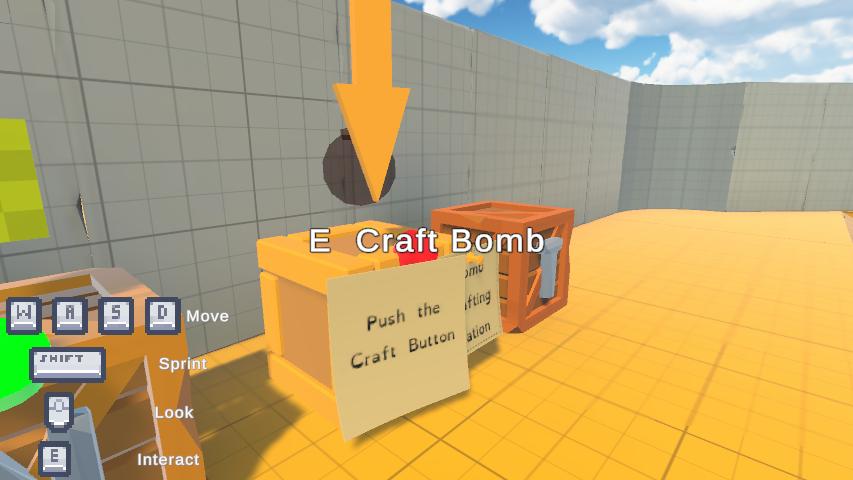 E Craft Bomb
Push the
Craft Button
W A S D Move
SHIFT Sprint
Look
E Interact